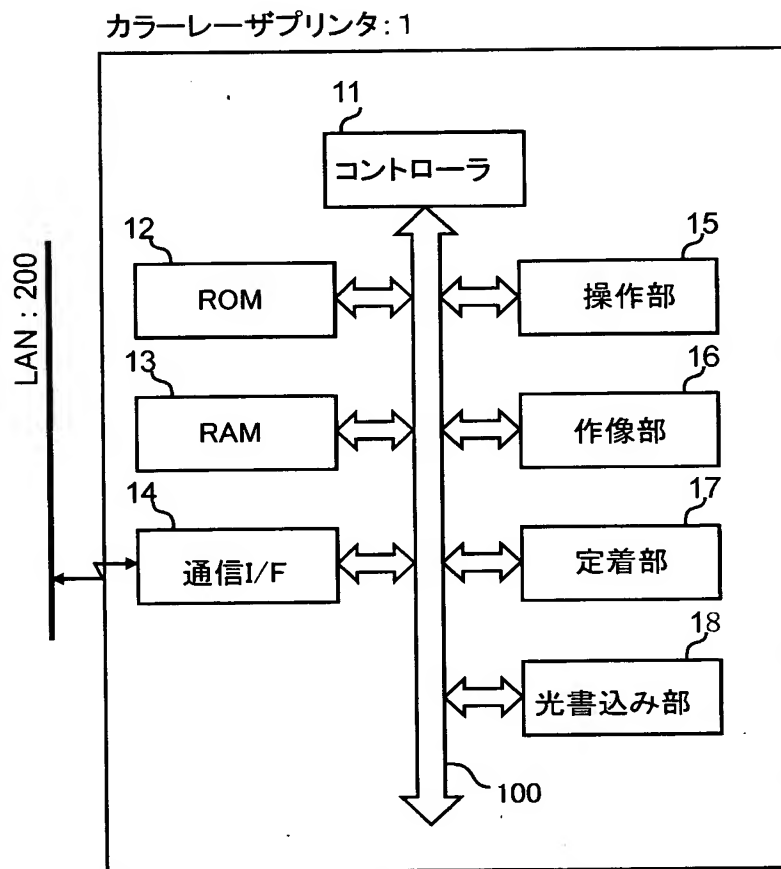 カラーレーザプリンタ:1
11
コントローラ
12
ROM
15
操作部
LAN:200
13
RAM
16
作像部
14
通信I/F
17
定着部
18
光書込み部
100